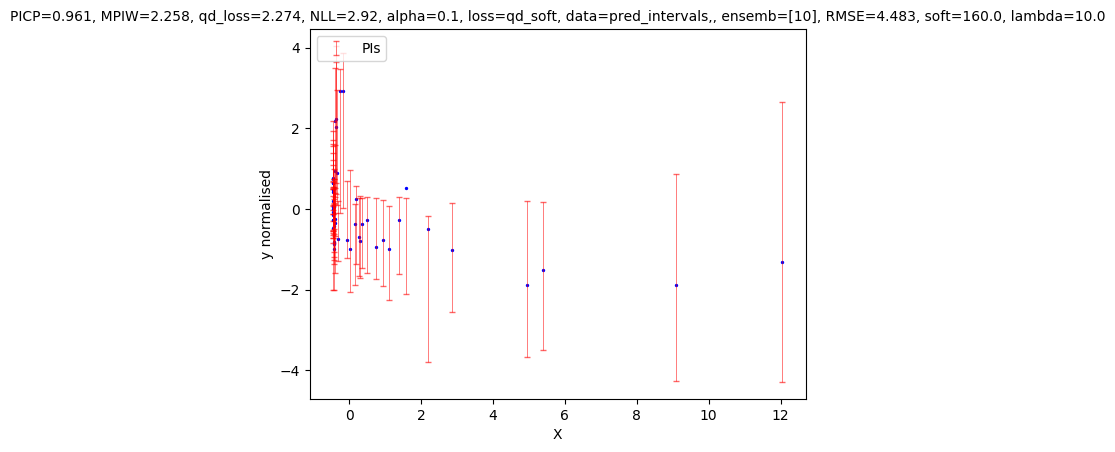 PICP=0.961, MPIW=2.258, qd_loss=2.274, NLL=2.92, alpha=0.1, loss=qd_soft, data=pred_intervals,, ensemb=[10], RMSE=4.483, soft=160.0, lambda=10.0
PIs
4
2
0
−2
−4
y normalised
0 2 4 6 8 10 12
X